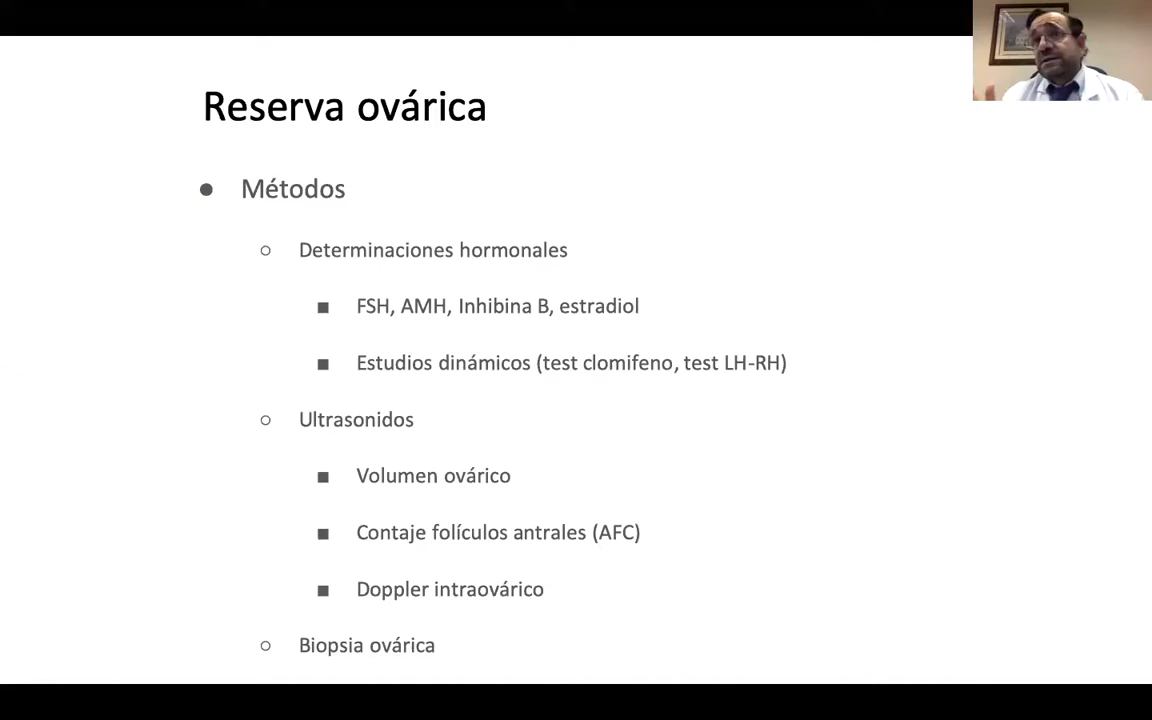 Reserva ovárica
● Métodos
○ Determinaciones hormonales
■ FSH, AMH, Inhibina B, estradiol
■ Estudios dinámicos (test clomifeno, test LH-RH)
○ Ultrasonidos
■ Volumen ovárico
■ Contaje folículos antrales (AFC)
■ Doppler intraovárico
○ Biopsia ovárica